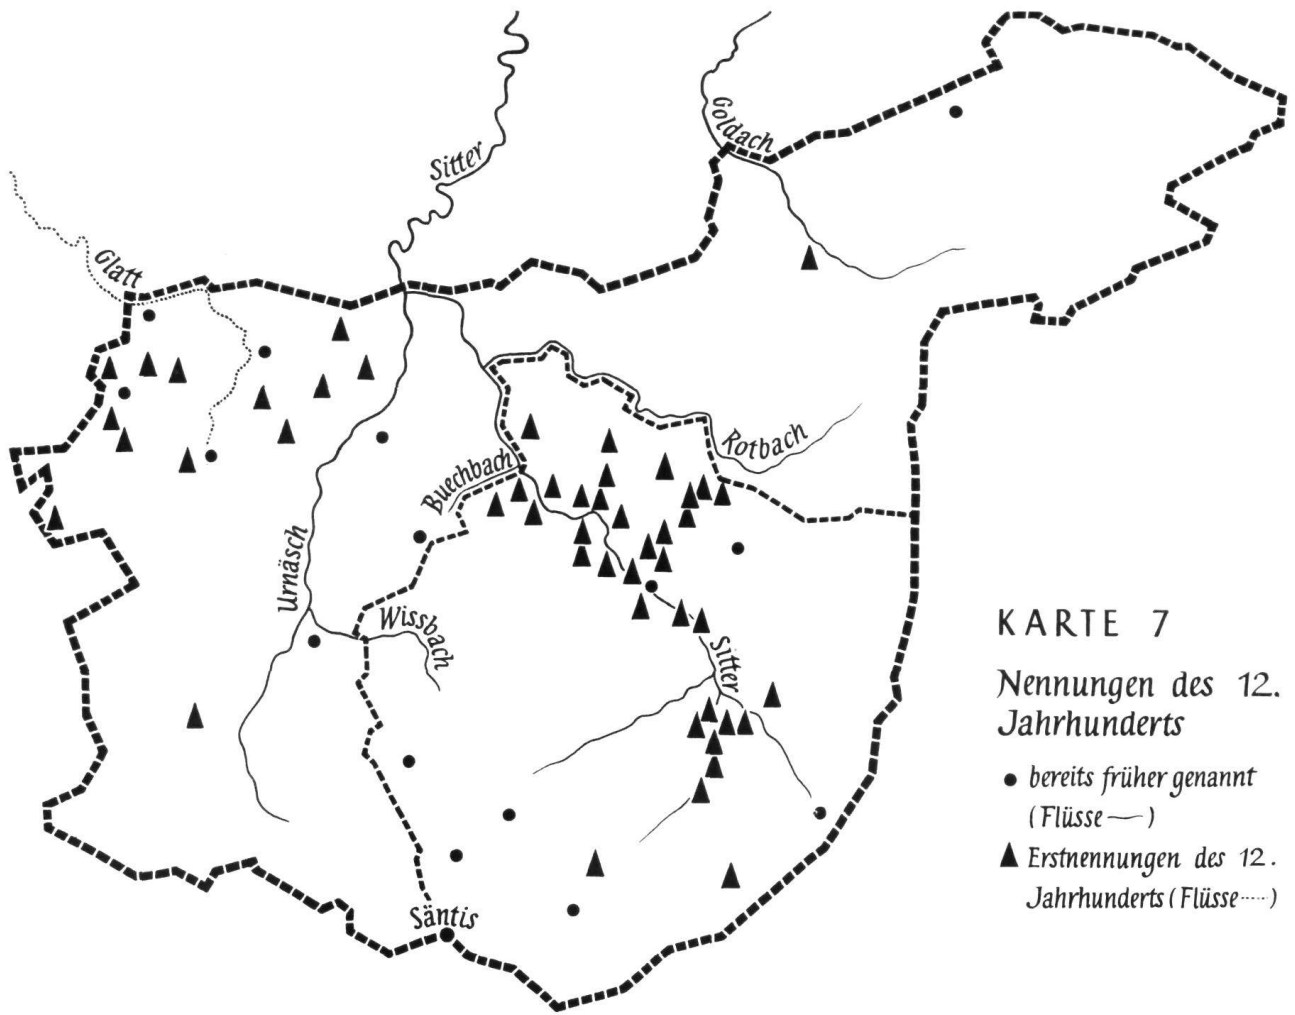 Goldach
Sitter
Glatt
Rotbach
Buechbach
Urnäsch
Wissbach
Sitter
Säntis
KARTE 7
Nennungen des 12.
Jahrhunderts
bereits früher genannt
(Flüsse — )
Erstnennungen des 12.
Jahrhunderts (Flüsse ····· )